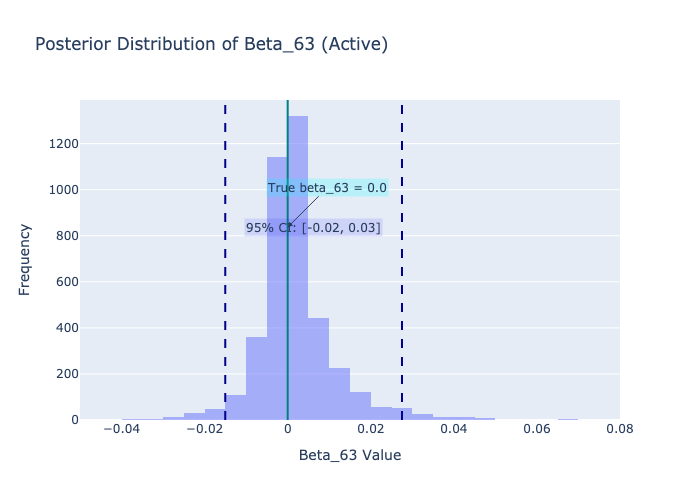 Posterior Distribution of Beta_63 (Active)
1200
1000
True beta_63 = 0.0
800
95% CI: [-0.02, 0.03]
600
400
200
0
−0.04
−0.02
0
0.02
0.04
0.06
0.08
Frequency
Beta_63 Value